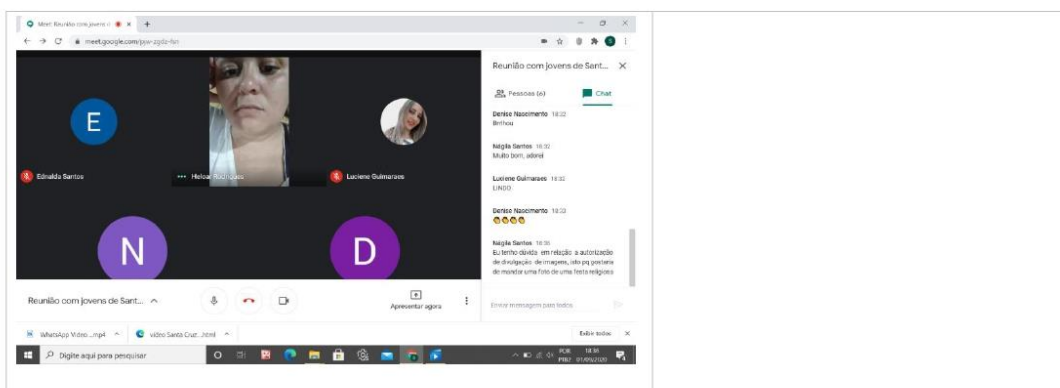 Meet: Reunião com jovens d
meet.google.com/
Reunião com jovens de Sant...
Pessoas (6)
Chat
Denise Nascimento 18:32
Brilhou
Nágila Santos 18:32
Muito bom, adorei
Luciene Guimaraes 18:32
LINDO
Denise Nascimento 18:33
Nágila Santos 18:35
Eu tenho dúvida em relação a autorização
de divulgação de imagens, isto pq gostaria
de mandar uma foto de uma festa religiosa
Enviar mensagem para todos
E
Ednalda Santos
Heloar Rodrigues
Luciene Guimaraes
N
D
Reunião com jovens de Sant...
Apresentar agora
WhatsApp Video ...mp4
video Santa Cruz...html
Exibir todos
Digite aqui para pesquisar
POR
PTB2
18:36
01/09/2020